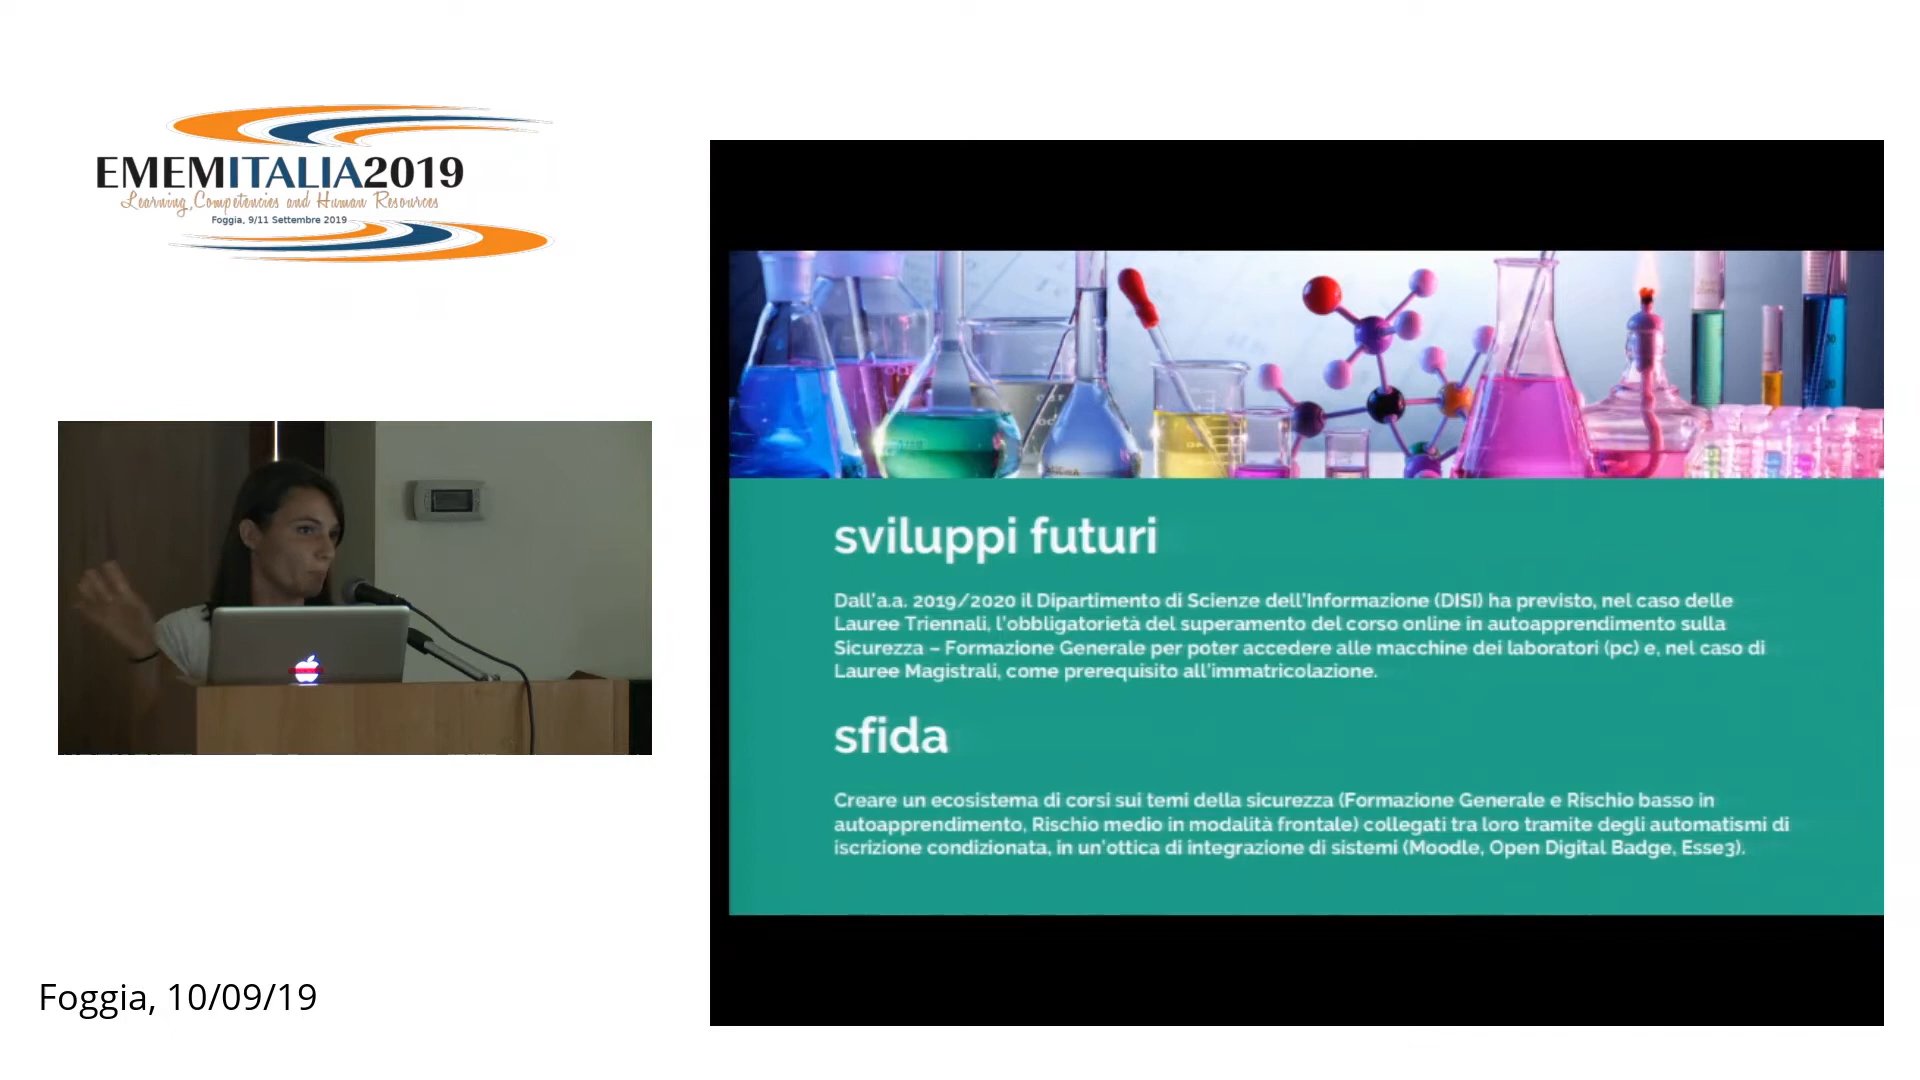 EMEMITALIA2019
Learning, Competencies and Human Resources
Foggia, 9/11 Settembre 2019
sviluppi futuri
Dall'a.a. 2019/2020 il Dipartimento di Scienze dell'Informazione (DISI) ha previsto, nel caso delle
Lauree Triennali, l'obbligatorietà del superamento del corso online in autoapprendimento sulla
Sicurezza – Formazione Generale per poter accedere alle macchine dei laboratori (pc) e, nel caso di
Lauree Magistrali, come prerequisito all'immatricolazione.
sfida
Creare un ecosistema di corsi sui temi della sicurezza (Formazione Generale e Rischio basso in
autoapprendimento, Rischio medio in modalità frontale) collegati tra loro tramite degli automatismi di
iscrizione condizionata, in un'ottica di integrazione di sistemi (Moodle, Open Digital Badge, Esse3).
Foggia, 10/09/19